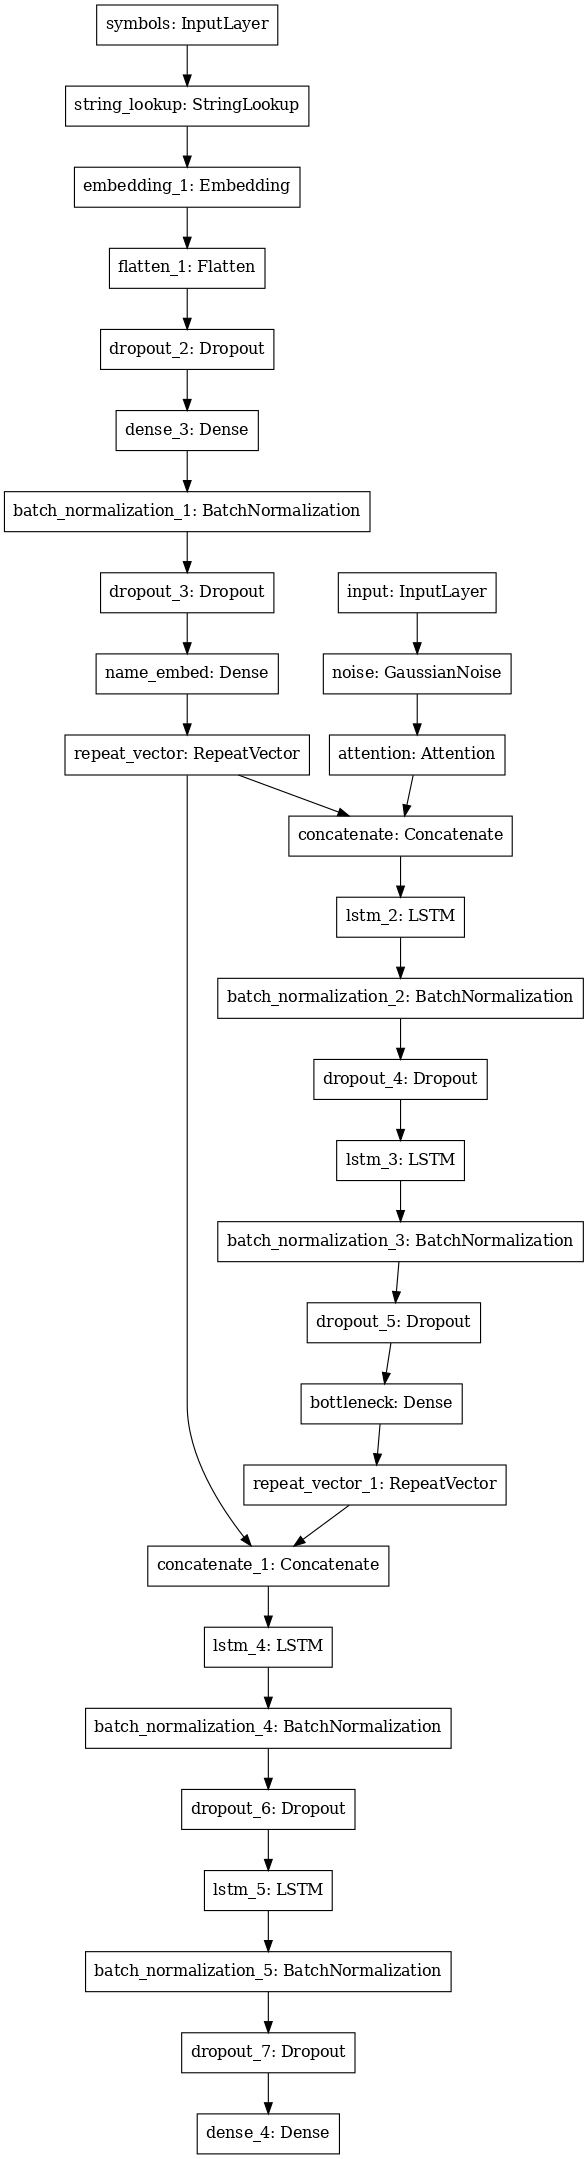 symbols: InputLayer
string_lookup: StringLookup
embedding_1: Embedding
flatten_1: Flatten
dropout_2: Dropout
dense_3: Dense
batch_normalization_1: BatchNormalization
dropout_3: Dropout
input: InputLayer
name_embed: Dense
noise: GaussianNoise
repeat_vector: RepeatVector
attention: Attention
concatenate: Concatenate
lstm_2: LSTM
batch_normalization_2: BatchNormalization
dropout_4: Dropout
lstm_3: LSTM
batch_normalization_3: BatchNormalization
dropout_5: Dropout
bottleneck: Dense
repeat_vector_1: RepeatVector
concatenate_1: Concatenate
lstm_4: LSTM
batch_normalization_4: BatchNormalization
dropout_6: Dropout
lstm_5: LSTM
batch_normalization_5: BatchNormalization
dropout_7: Dropout
dense_4: Dense